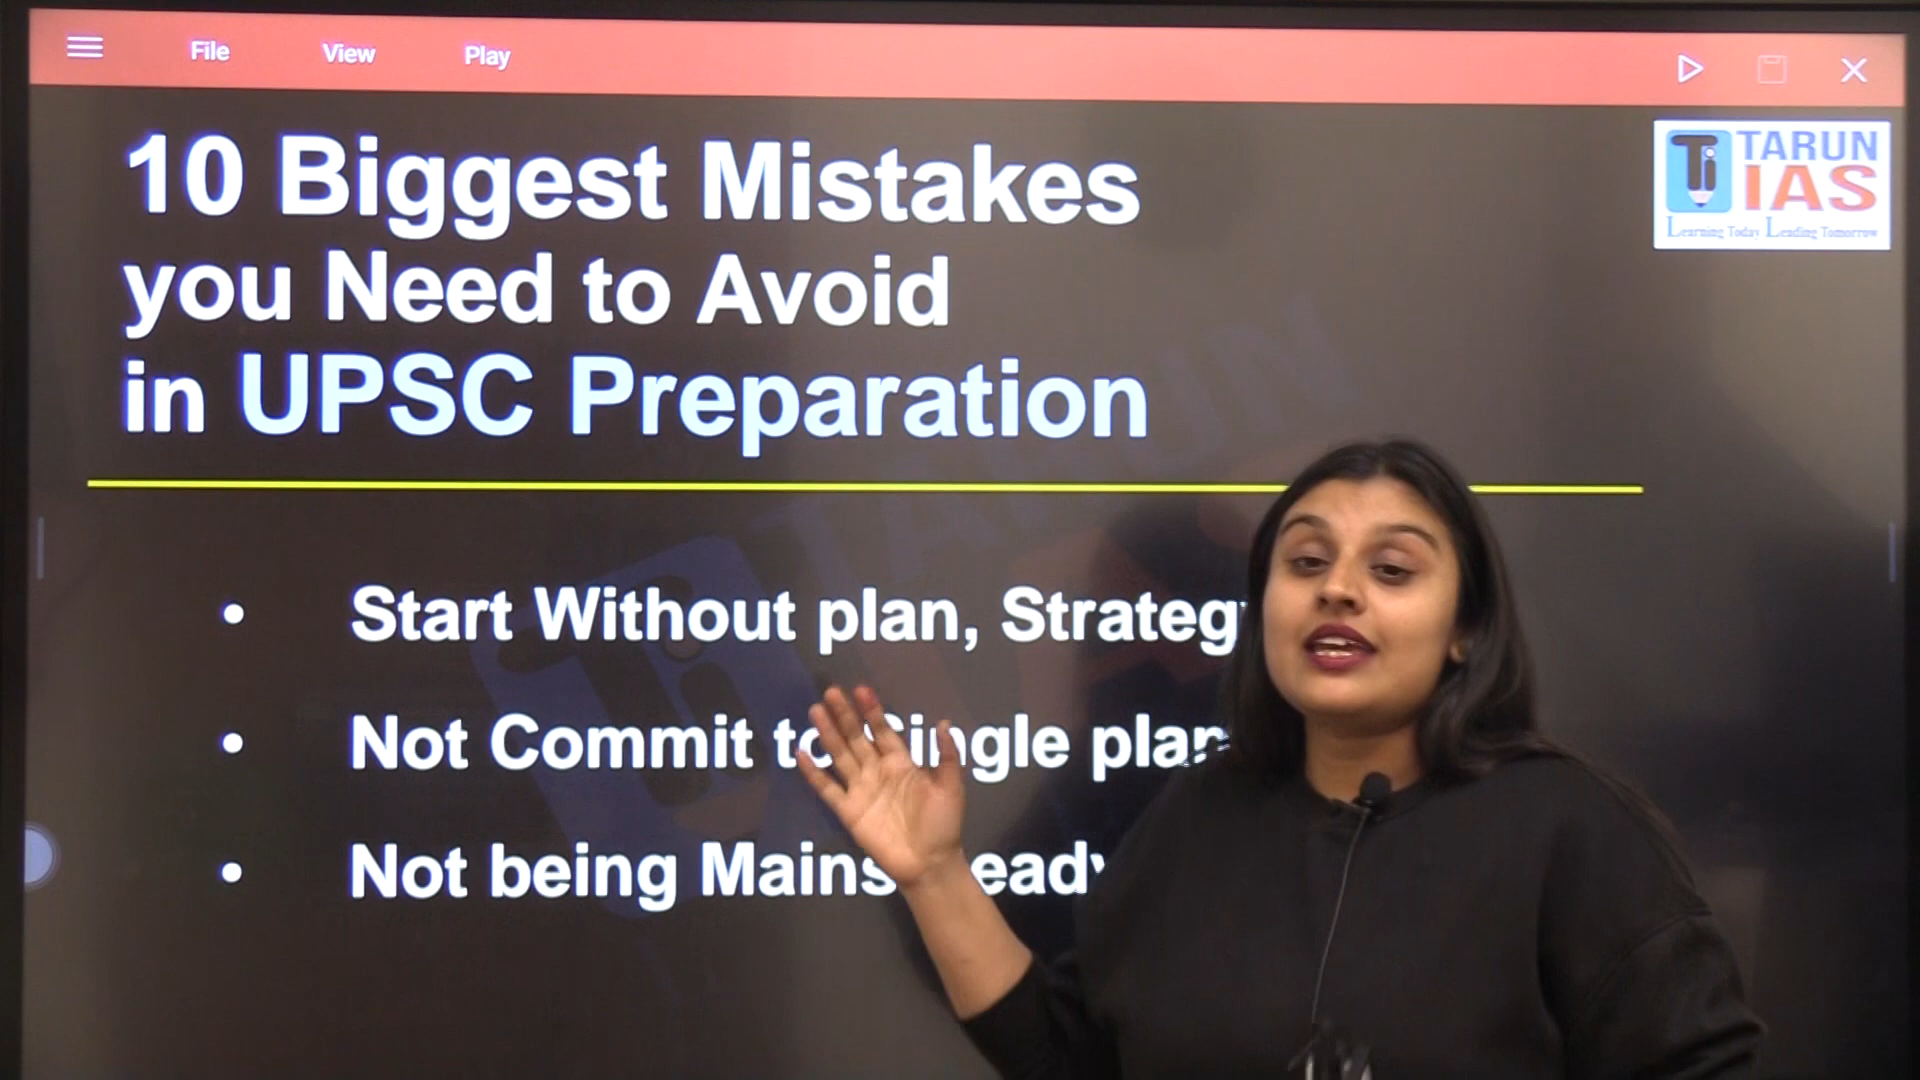 File View Play
TARUN
IAS
Learning Today Leading Tomorrow
10 Biggest Mistakes
you Need to Avoid
in UPSC Preparation
• Start Without plan, Strateg
• Not Commit to Single plan
• Not being Mains ready